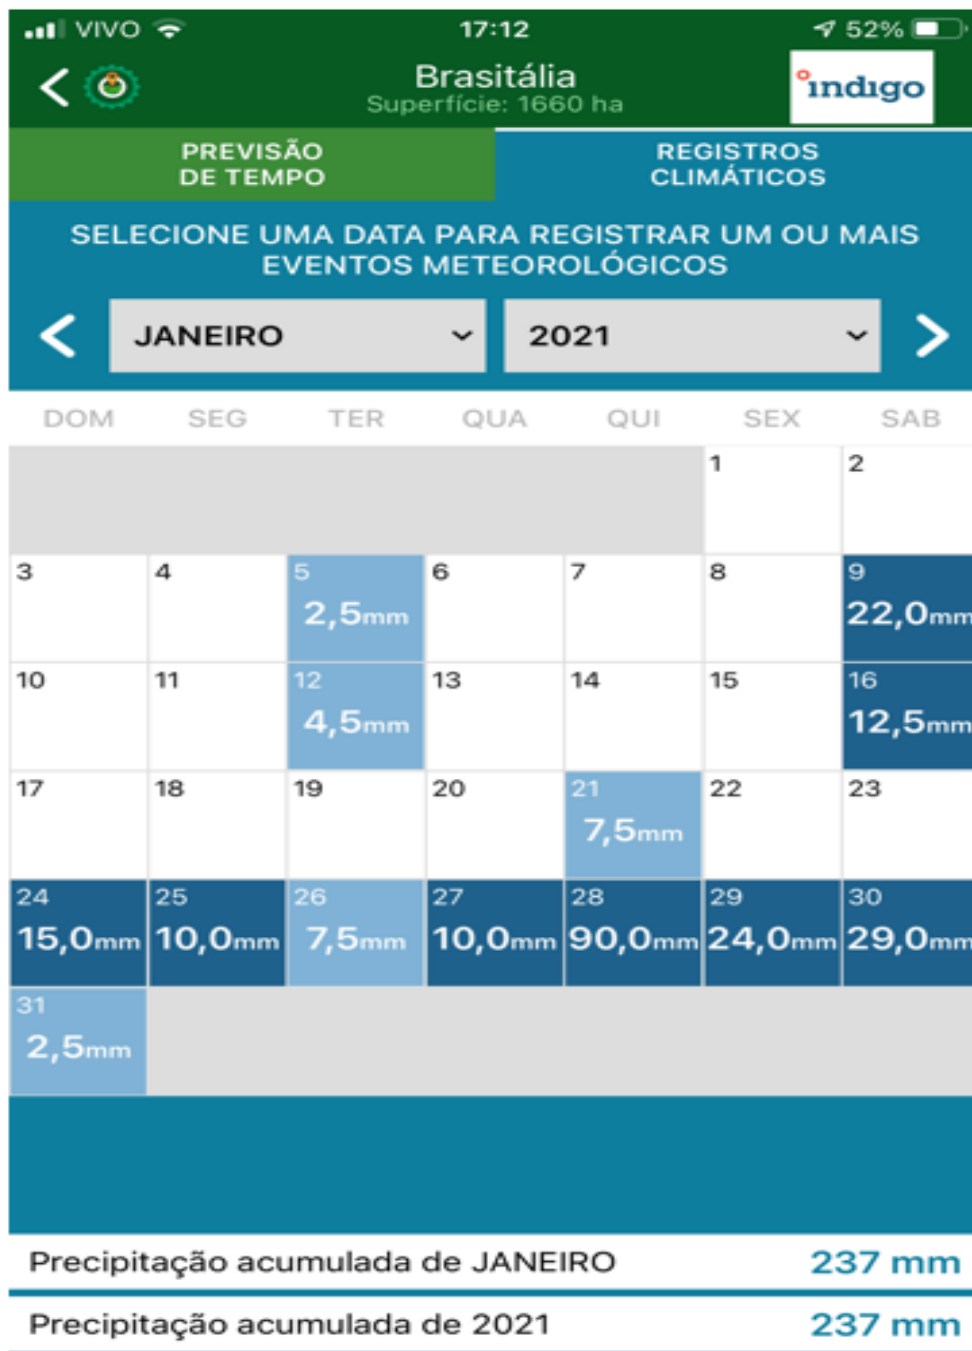 VIVO 17:12 52%
Brasitália
Superfície: 1660 ha
indigo
PREVISÃO
DE TEMPO
REGISTROS
CLIMÁTICOS
SELECIONE UMA DATA PARA REGISTRAR UM OU MAIS
EVENTOS METEOROLÓGICOS
JANEIRO 2021
DOM SEG TER QUA QUI SEX SAB
1 2
3 4 5 6 7 8 9
2,5mm 22,0mm
10 11 12 13 14 15 16
4,5mm 12,5mm
17 18 19 20 21 22 23
7,5mm
24 25 26 27 28 29 30
15,0mm 10,0mm 7,5mm 10,0mm 90,0mm 24,0mm 29,0mm
31
2,5mm
Precipitação acumulada de JANEIRO 237 mm
Precipitação acumulada de 2021 237 mm